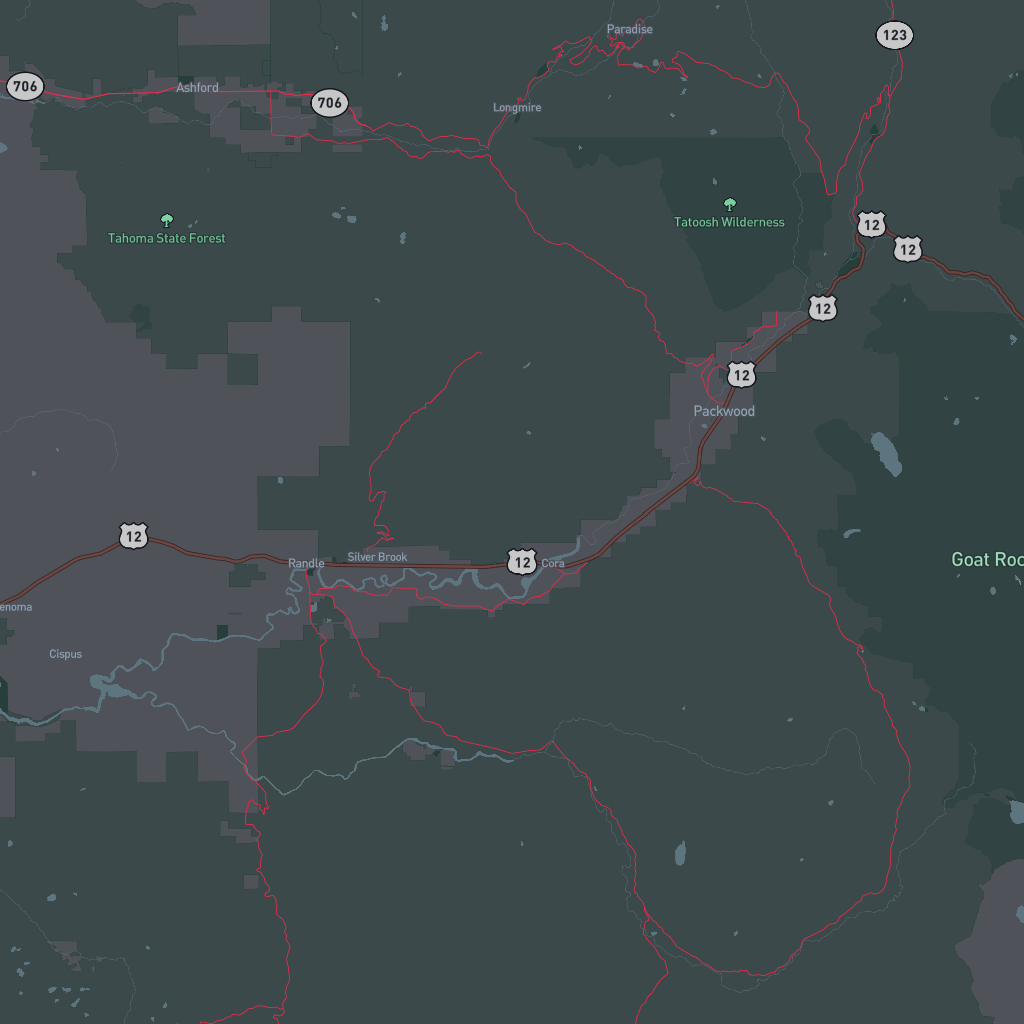 Paradise
123
706
Ashford
706
Longmire
Tatoosh Wilderness
Tahoma State Forest
12
12
12
12
Packwood
12
Randle
Silver Brook
12
Cora
Goat Roc
enoma
Cispus